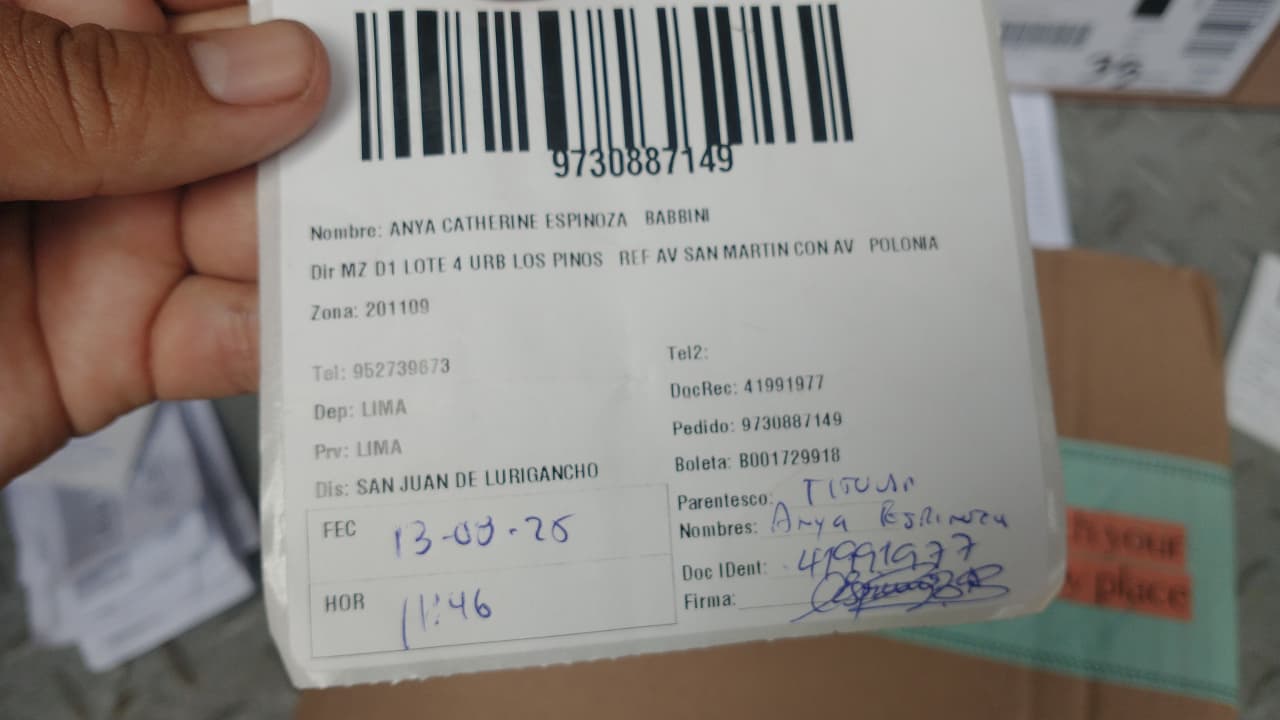 9730887149
Nombre: ANYA CATHERINE ESPINOZA BABBINI
Dir MZ D1 LOTE 4 URB LOS PINOS REF AV SAN MARTIN CON AV POLONIA
Zona: 201109
Tel: 952739673
Tel2:
DocRec: 41991977
Dep: LIMA
Pedido: 9730887149
Prv: LIMA
Boleta: B001729918
Dis: SAN JUAN DE LURIGANCHO
Parentesco: TITULAR
Nombres: Anya Espinoza
Doc IDent: 41991977
Firma:
FEC 13-03-25
HOR 11:46
your
place